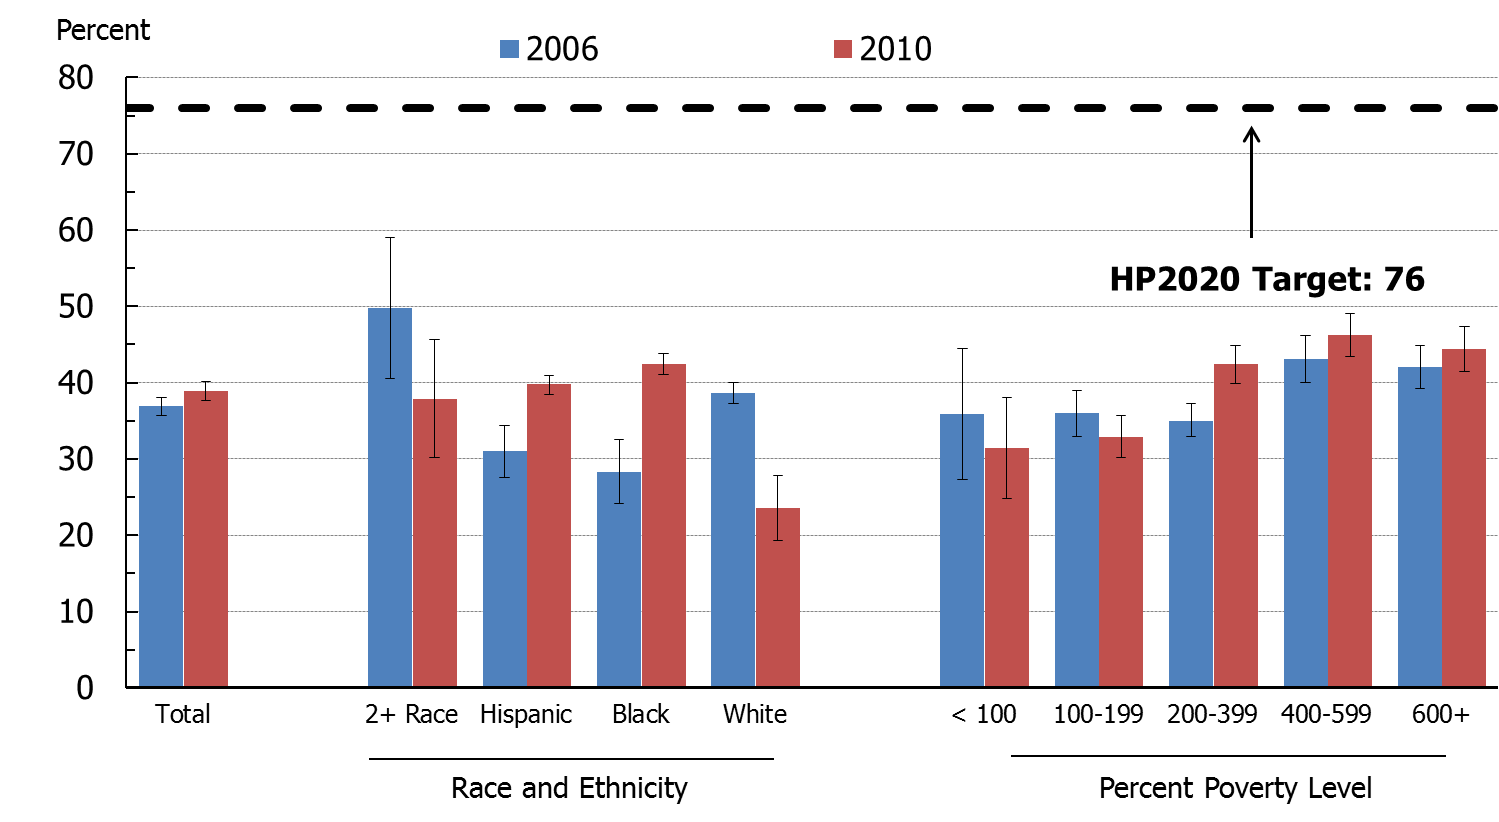 Percent
2006 2010
80
70
60
50
40
30
20
10
0
HP2020 Target: 76
Total 2+ Race Hispanic Black White < 100 100-199 200-399 400-599 600+
Race and Ethnicity Percent Poverty Level